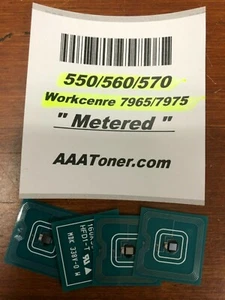 550/560/570
Workcenre 7965/7975
" Metered "
AAAToner.com